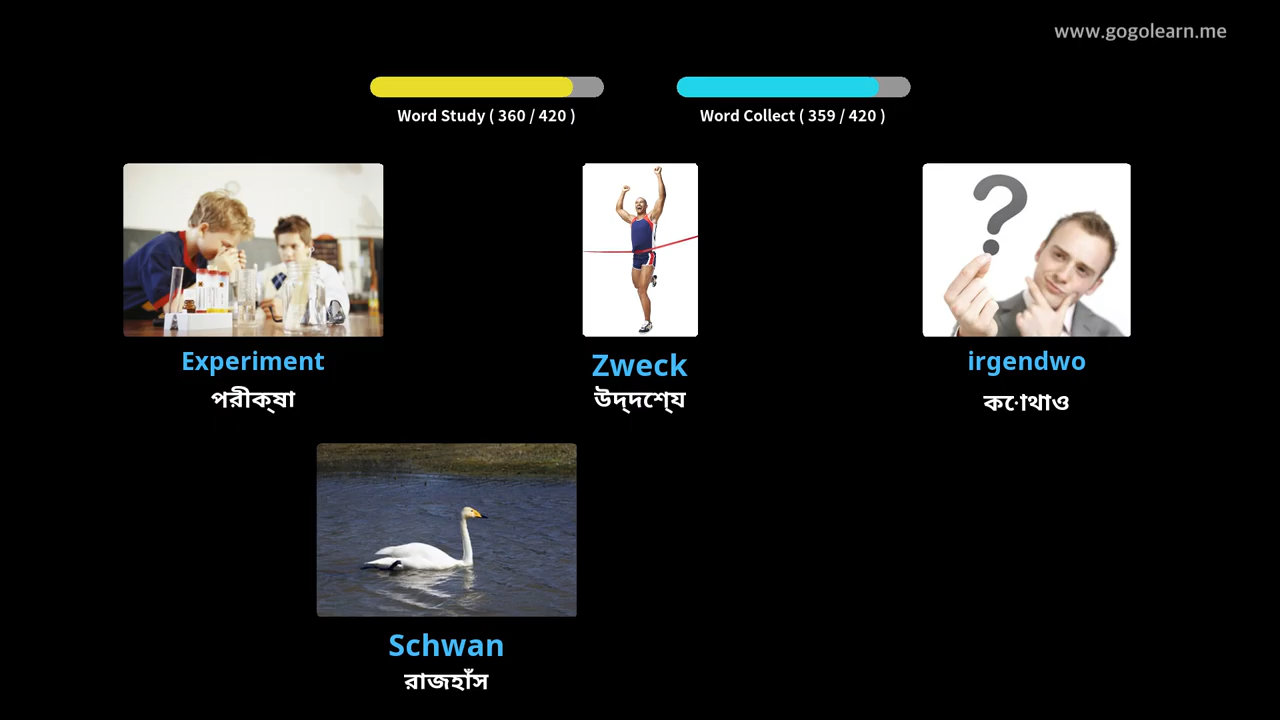 www.gogolearn.me
Word Study ( 360 / 420 )
Word Collect ( 359 / 420 )
Experiment
পরীক্ষা
Zweck
উদ্দেশ্য
irgendwo
কোথাও
Schwan
রাজহাঁস